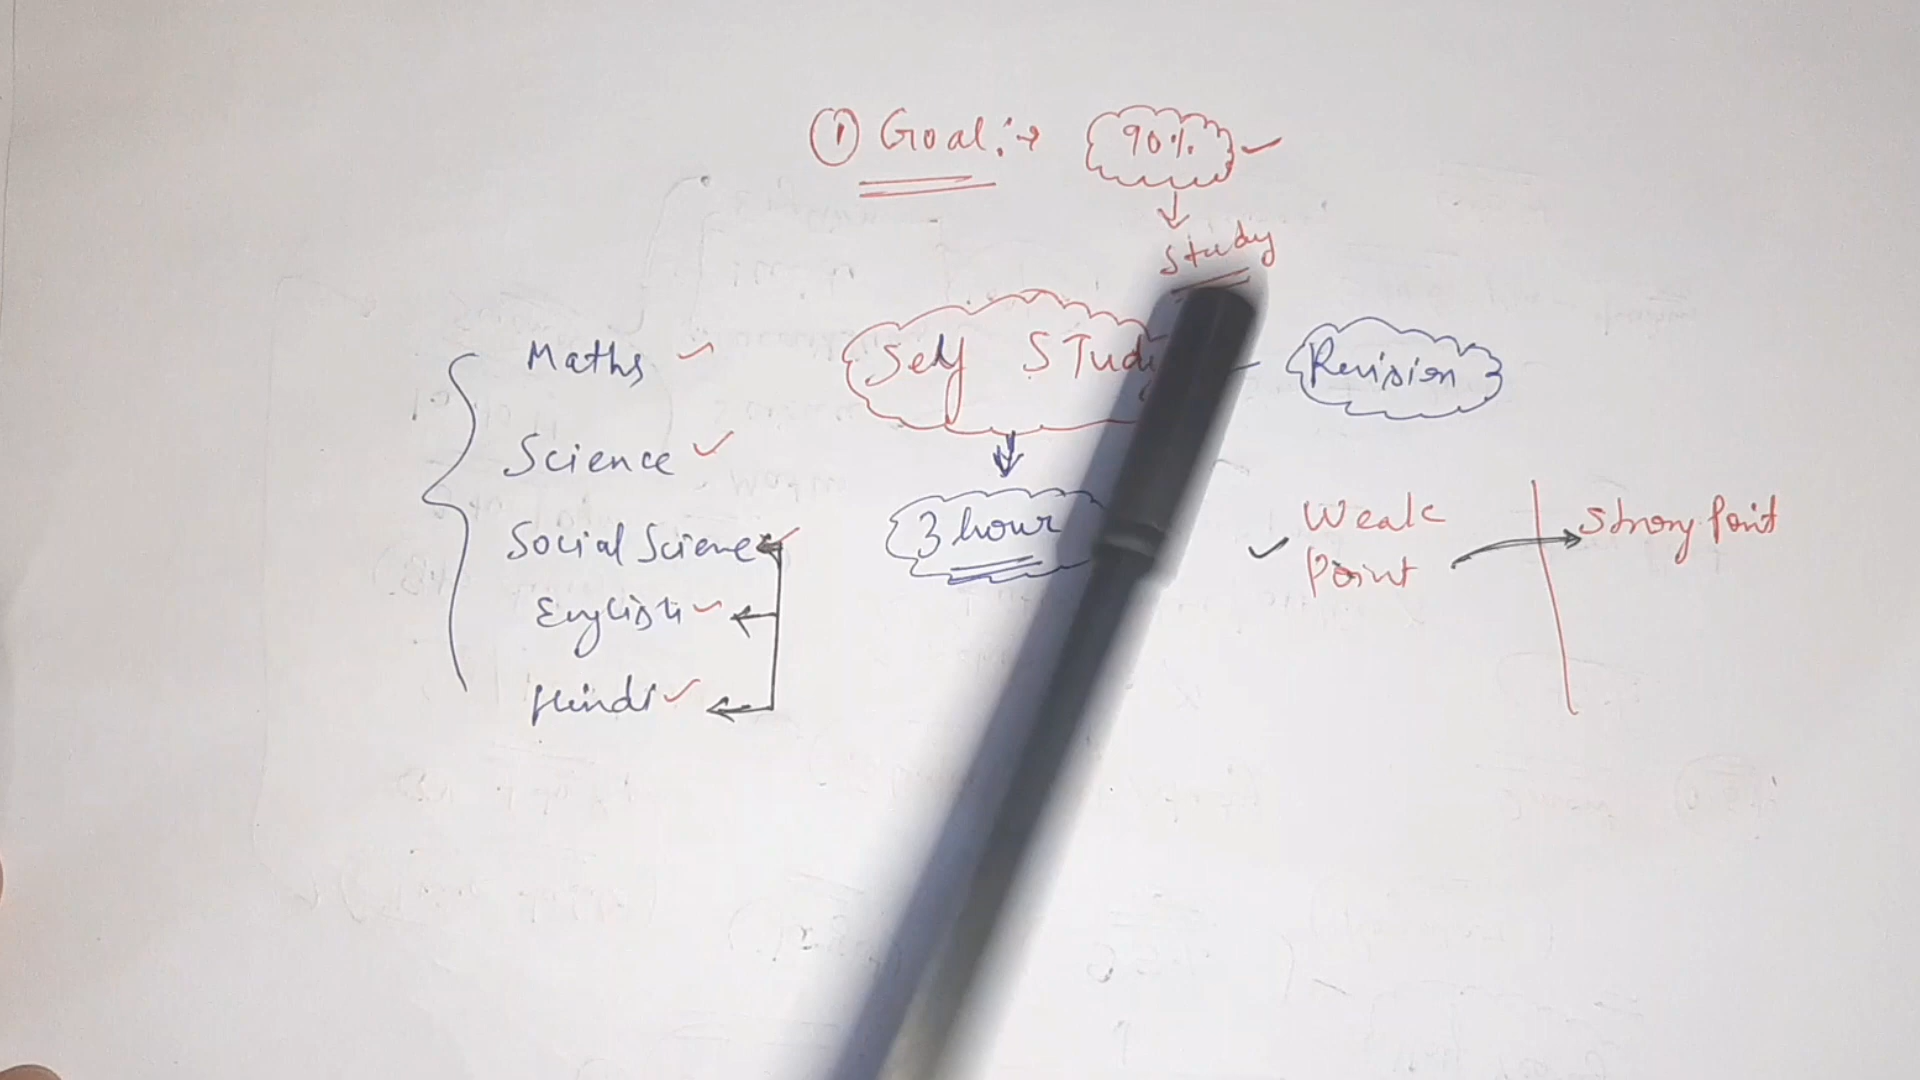 ① Goal:→ 90%
Study
Self STudy
Revision
Maths
Science
Social Science
English
Hindi
3 hour
Weak
Point
Strong Point